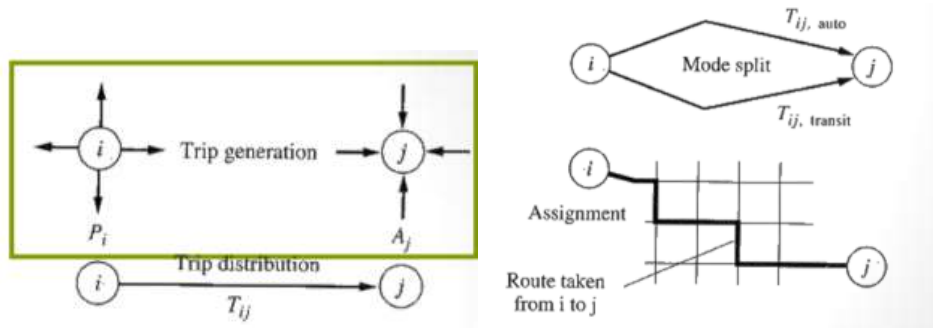 i
Trip generation
j
P_i
A_j
i
Trip distribution
j
T_ij
T_ij, auto
i
Mode split
j
T_ij, transit
i
Assignment
Route taken
from i to j
j